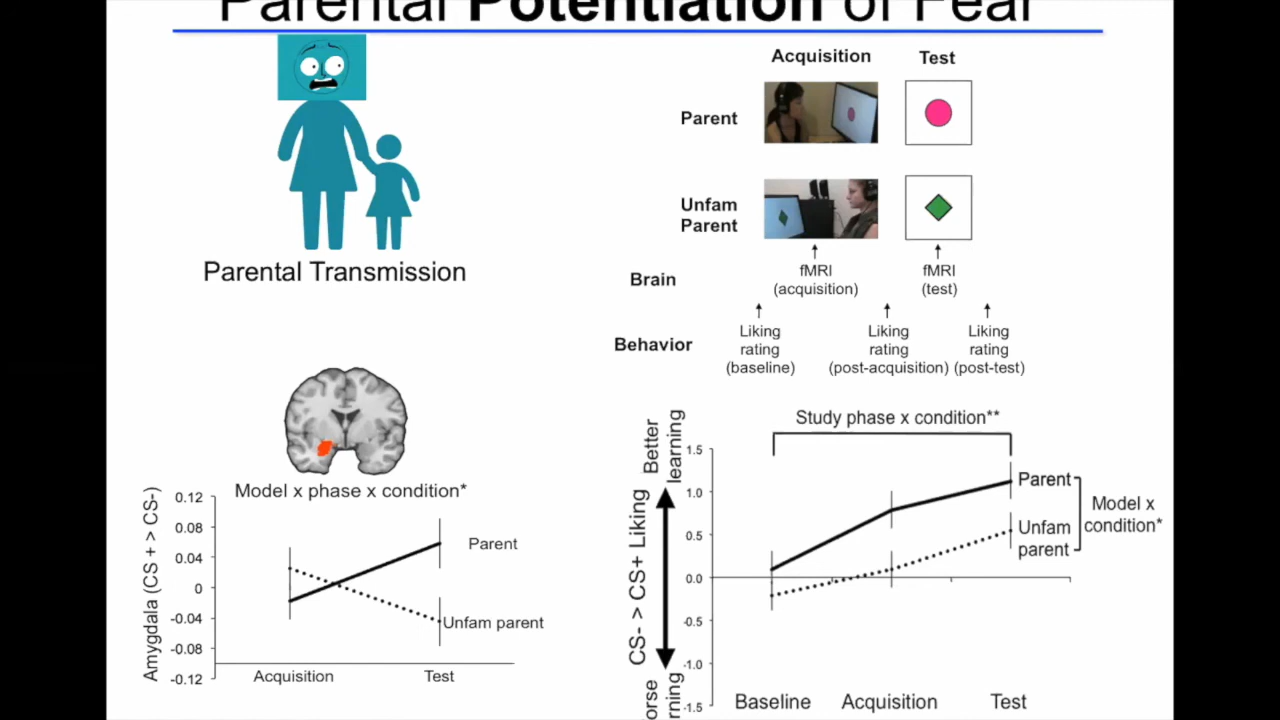 Parental Potentiation of Fear
Acquisition
Test
Parent
Unfam
Parent
Parental Transmission
Brain
fMRI
(acquisition)
fMRI
(test)
Behavior
Liking
rating
(baseline)
Liking
rating
(post-acquisition)
Liking
rating
(post-test)
Model x phase x condition*
Amygdala (CS + > CS-)
0.12
0.08
0.04
0
-0.04
-0.08
-0.12
Parent
Unfam parent
Acquisition
Test
Study phase x condition**
Better
learning
CS- > CS+ Liking
1.5
1.0
0.5
0.0
-0.5
-1.0
-1.5
Parent
Unfam
parent
Model x
condition*
Baseline
Acquisition
Test